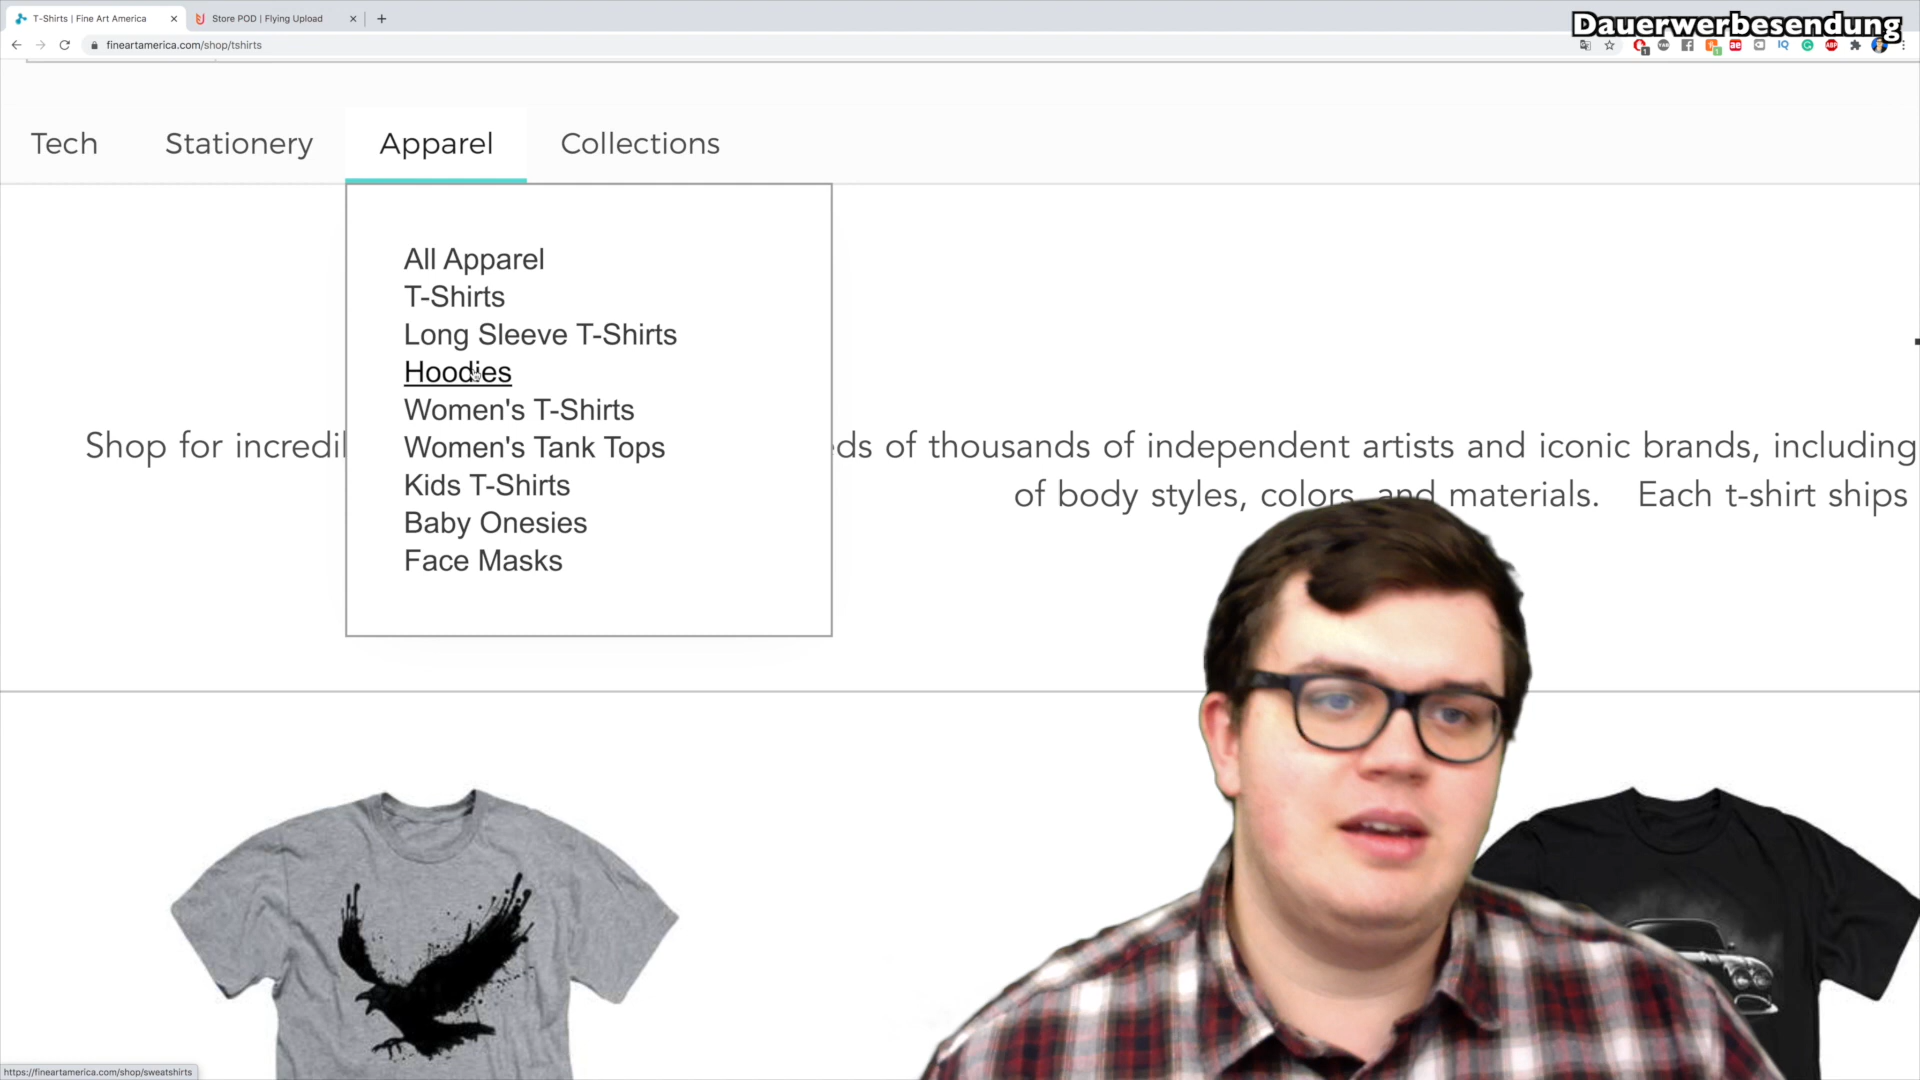 T-Shirts | Fine Art America
Store POD | Flying Upload
Dauerwerbesendung
fineartamerica.com/shop/tshirts
Tech
Stationery
Apparel
Collections
All Apparel
T-Shirts
Long Sleeve T-Shirts
Hoodies
Women's T-Shirts
Women's Tank Tops
Kids T-Shirts
Baby Onesies
Face Masks
Shop for incredi
ds of thousands of independent artists and iconic brands, including
of body styles, colors, and materials. Each t-shirt ships
https://fineartamerica.com/shop/sweatshirts